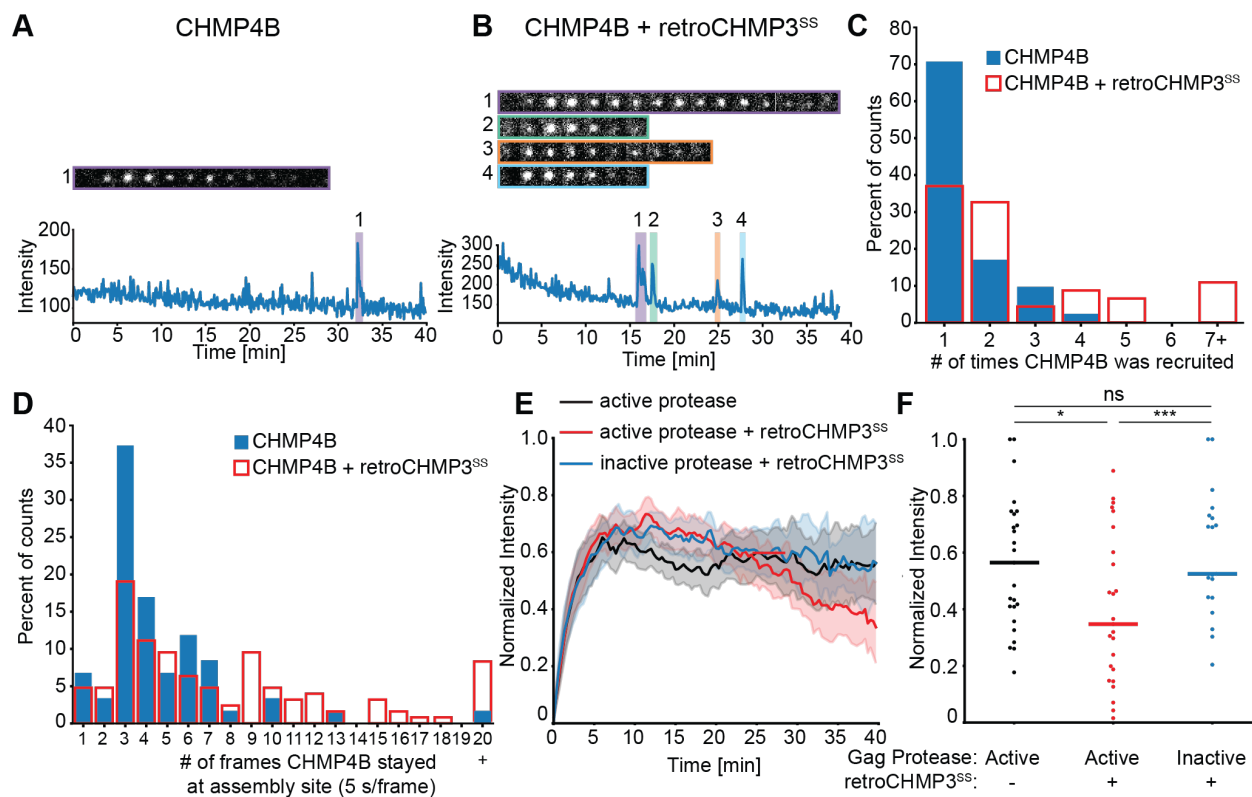 A
CHMP4B
1
Intensity
200
150
100
1
0 5 10 15 20 25 30 35 40
Time [min]
B
CHMP4B + retroCHMP3SS
1
2
3
4
Intensity
300
250
200
150
1 2 3 4
0 5 10 15 20 25 30 35 40
Time [min]
C
Percent of counts
80
70
60
50
40
30
20
10
0
CHMP4B
CHMP4B + retroCHMP3SS
1 2 3 4 5 6 7+
# of times CHMP4B was recruited
D
Percent of counts
40
35
30
25
20
15
10
5
0
CHMP4B
CHMP4B + retroCHMP3SS
1 2 3 4 5 6 7 8 9 10 11 12 13 14 15 16 17 18 19 20
+
# of frames CHMP4B stayed
at assembly site (5 s/frame)
E
active protease
active protease + retroCHMP3SS
inactive protease + retroCHMP3SS
Normalized Intensity
1.0
0.8
0.6
0.4
0.2
0
0 5 10 15 20 25 30 35 40
Time [min]
F
ns
* ***
Normalized Intensity
1.0
0.8
0.6
0.4
0.2
0
Gag Protease: Active Active Inactive
retroCHMP3SS: - + +